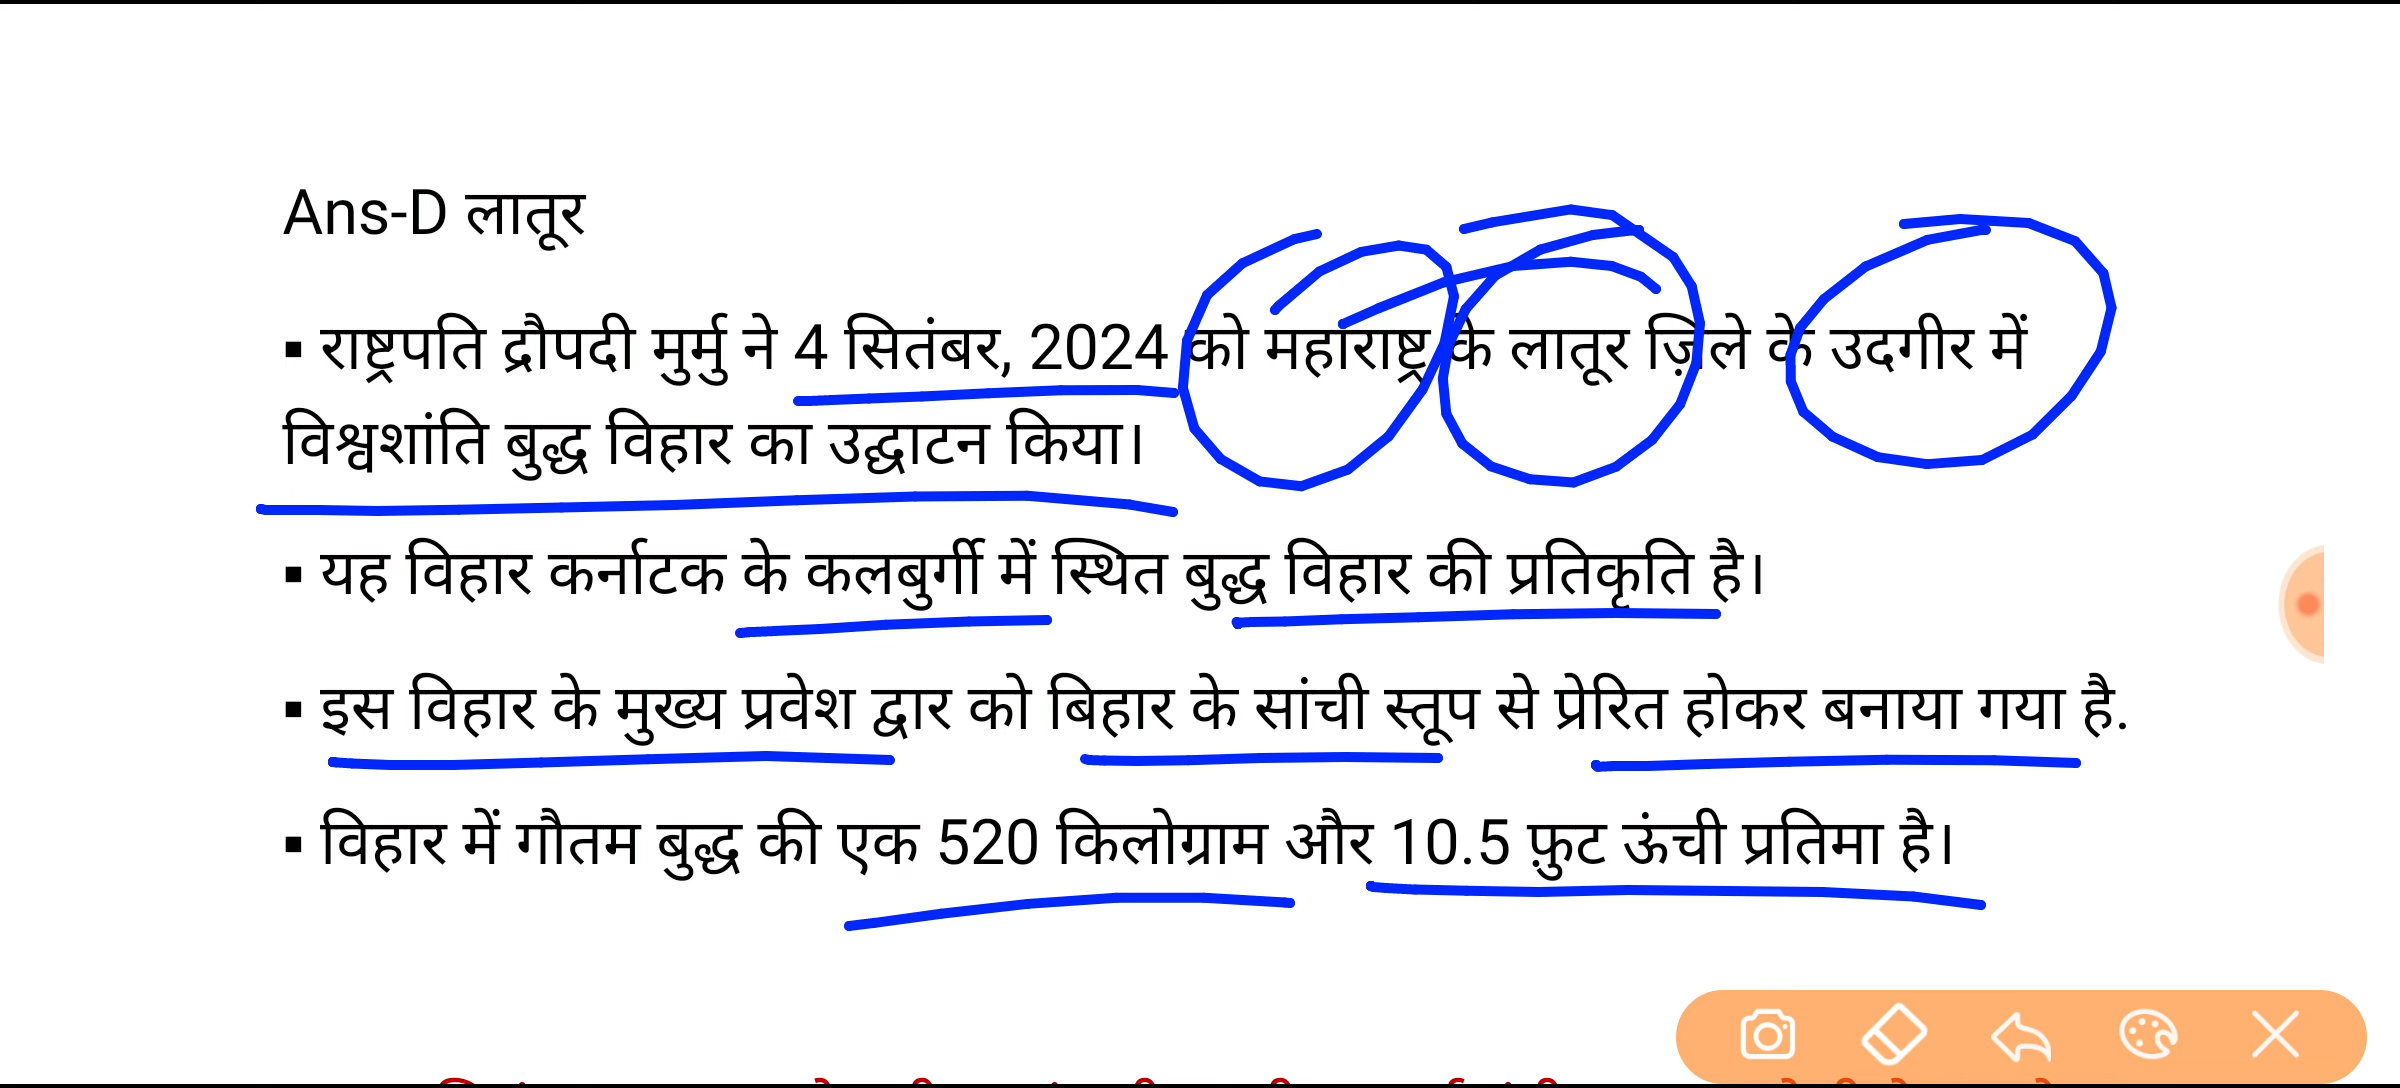 Ans-D लातूर
▪ राष्ट्रपति द्रौपदी मुर्मु ने 4 सितंबर, 2024 को महाराष्ट्र के लातूर ज़िले के उदगीर में
विश्वशांति बुद्ध विहार का उद्घाटन किया।
▪ यह विहार कर्नाटक के कलबुर्गी में स्थित बुद्ध विहार की प्रतिकृति है।
▪ इस विहार के मुख्य प्रवेश द्वार को बिहार के सांची स्तूप से प्रेरित होकर बनाया गया है.
▪ विहार में गौतम बुद्ध की एक 520 किलोग्राम और 10.5 फ़ुट ऊंची प्रतिमा है।